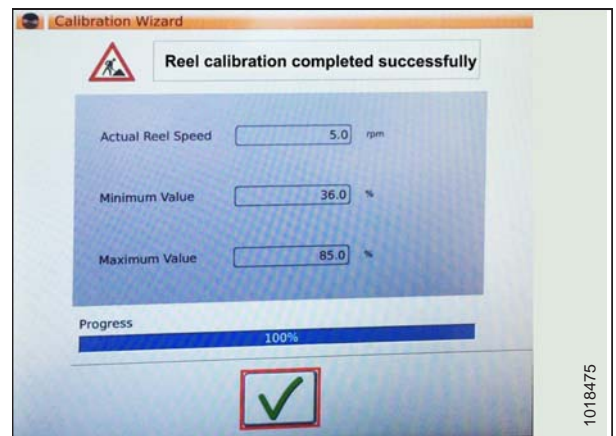 Calibration Wizard
Reel calibration completed successfully
Actual Reel Speed 5.0 rpm
Minimum Value 36.0 %
Maximum Value 85.0 %
Progress
100%
1018475